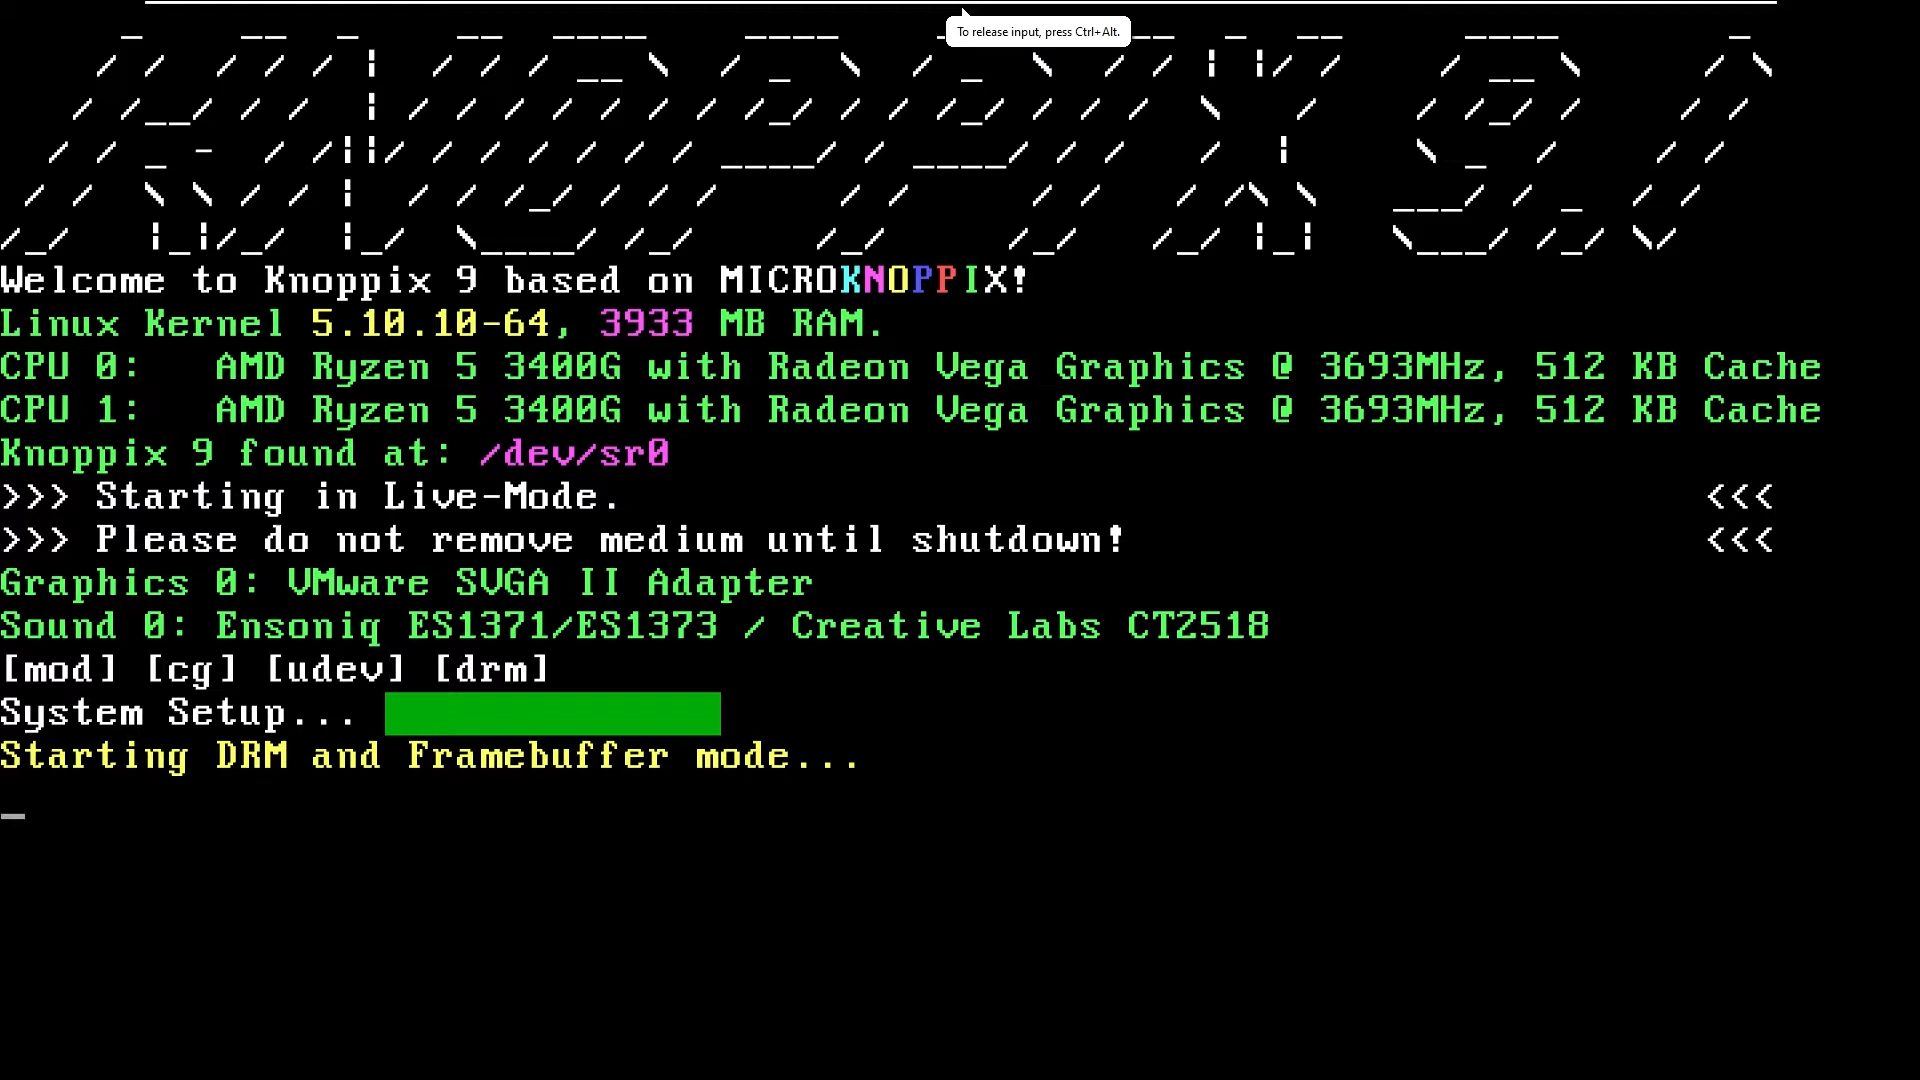 To release input, press Ctrl+Alt.
KNOPPIX 9.1
Welcome to Knoppix 9 based on MICROKNOPPIX!
Linux Kernel 5.10.10-64, 3933 MB RAM.
CPU 0:   AMD Ryzen 5 3400G with Radeon Vega Graphics @ 3693MHz, 512 KB Cache
CPU 1:   AMD Ryzen 5 3400G with Radeon Vega Graphics @ 3693MHz, 512 KB Cache
Knoppix 9 found at: /dev/sr0
>>> Starting in Live-Mode. <<<
>>> Please do not remove medium until shutdown! <<<
Graphics 0: VMware SVGA II Adapter
Sound 0: Ensoniq ES1371/ES1373 / Creative Labs CT2518
[mod] [cg] [udev] [drm]
System Setup...
Starting DRM and Framebuffer mode...